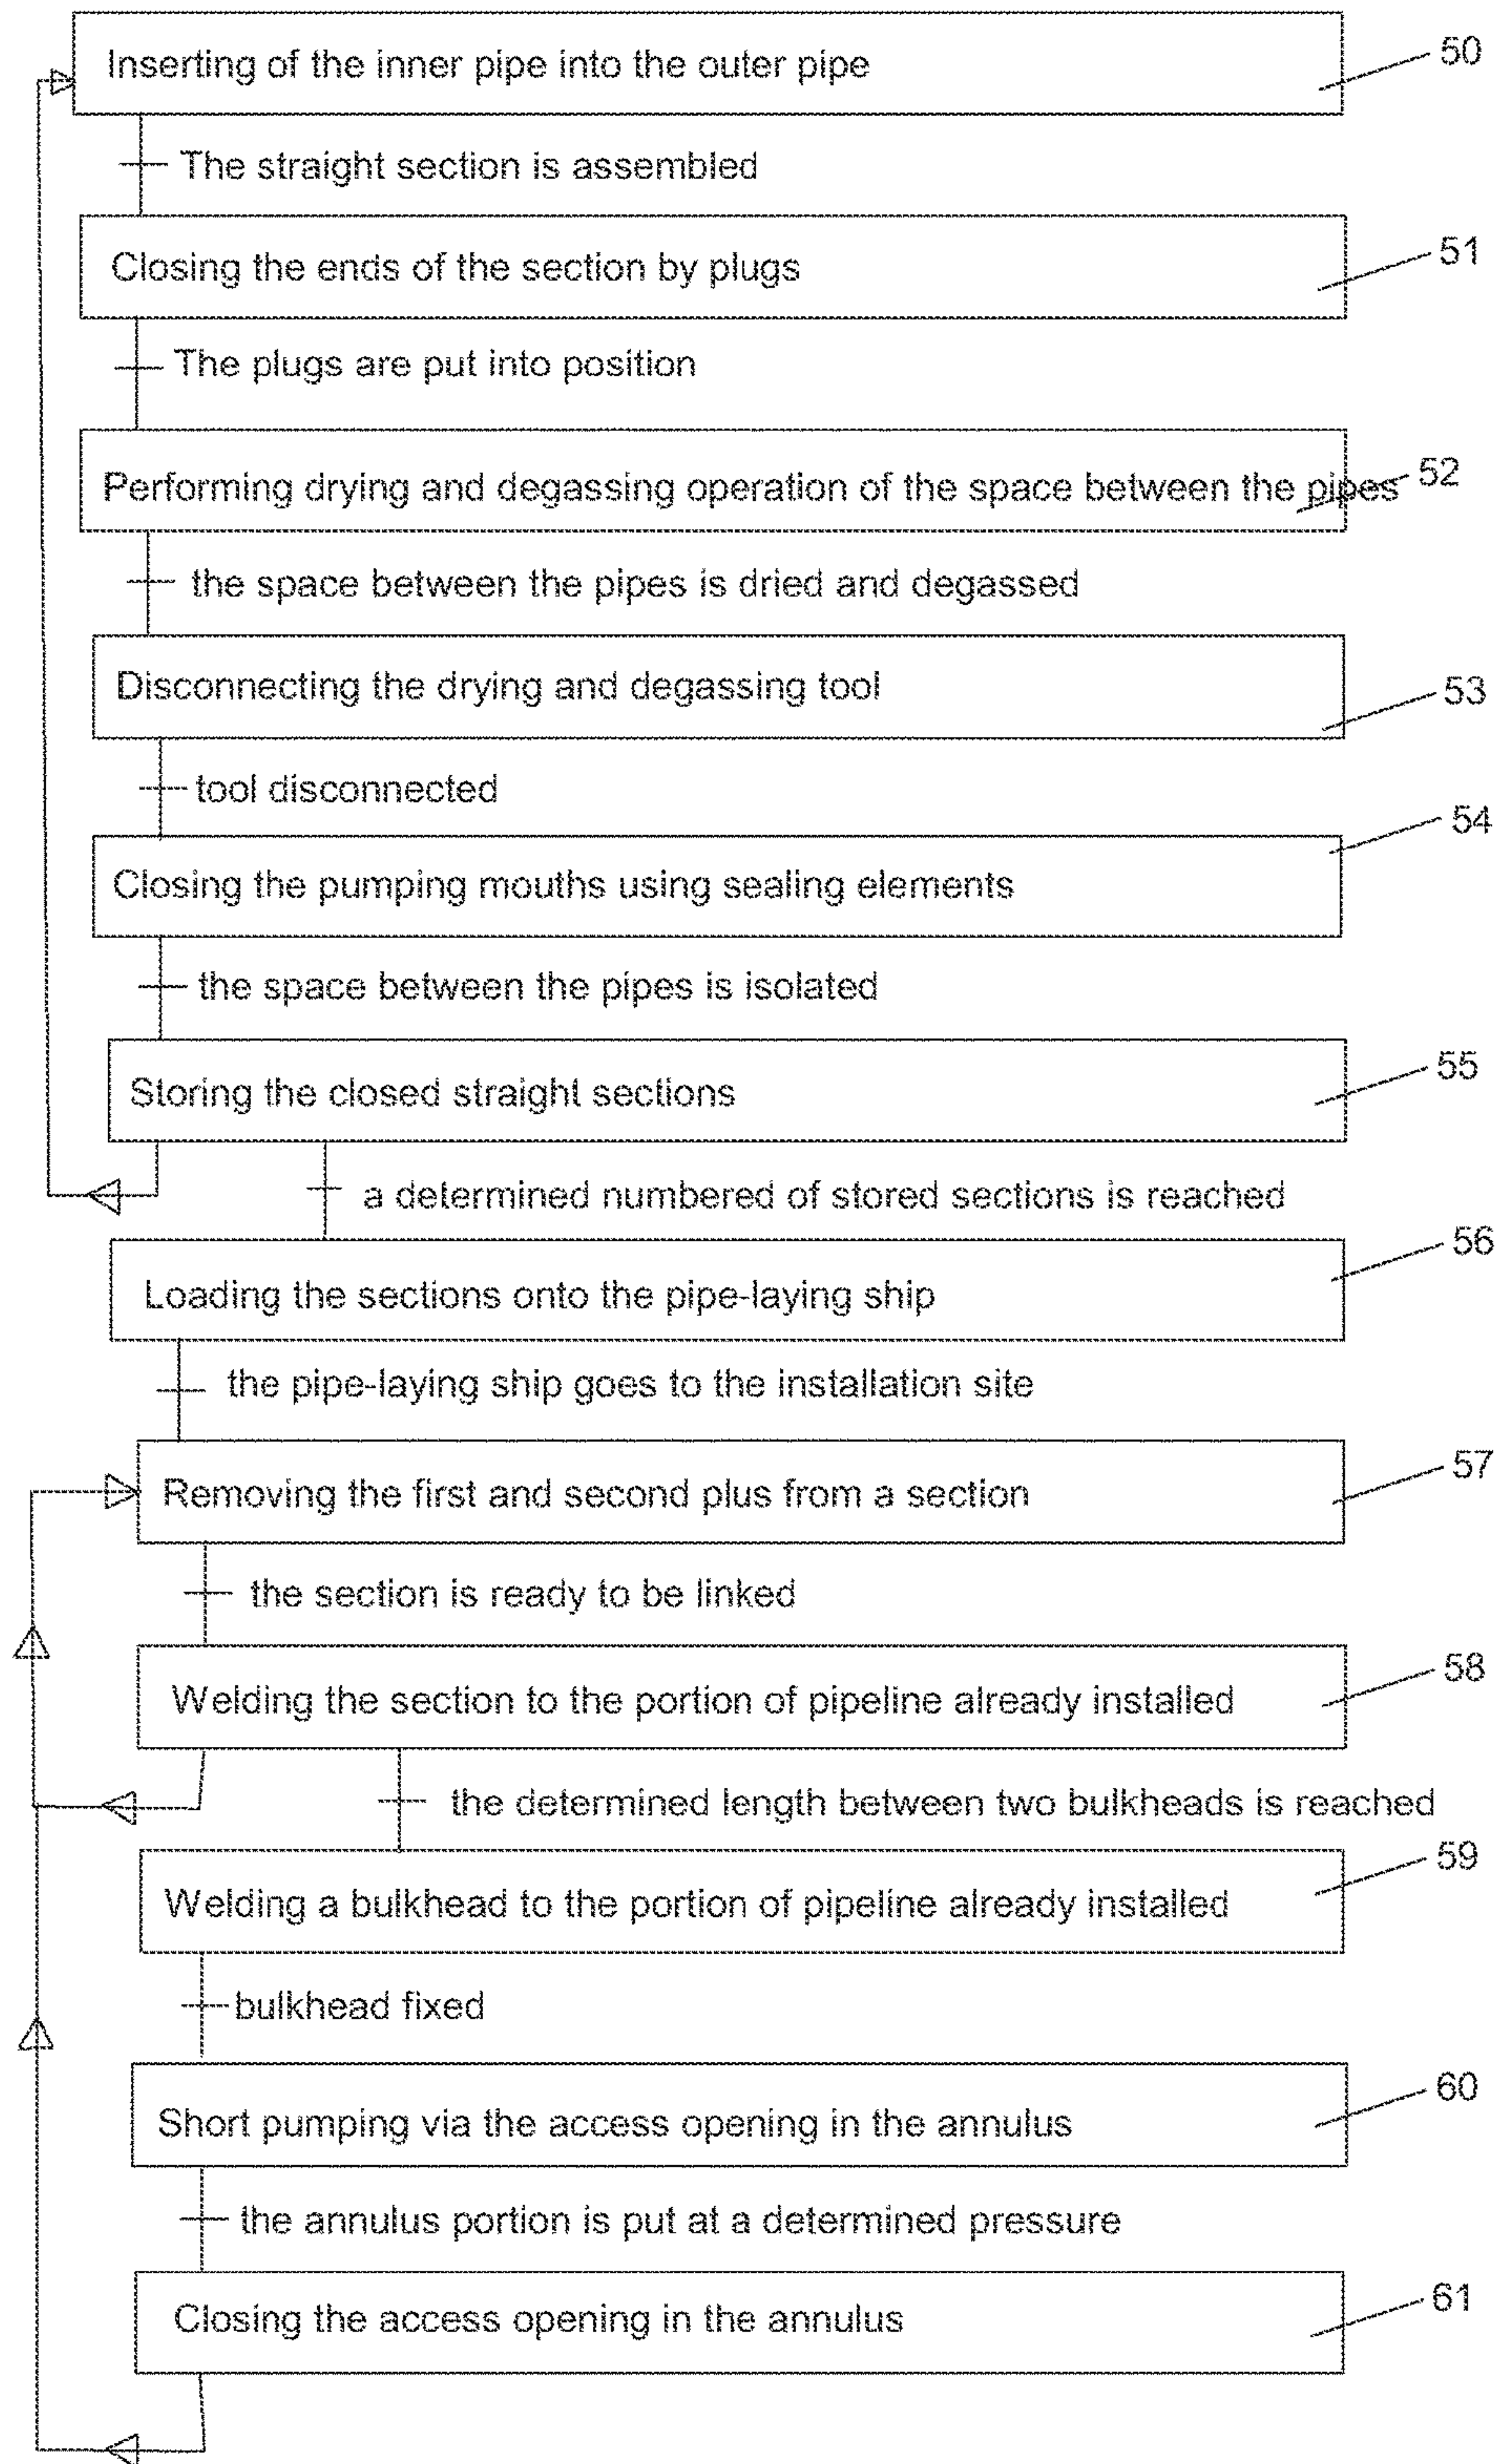 Inserting of the inner pipe into the outer pipe
50
The straight section is assembled
Closing the ends of the section by plugs
51
The plugs are put into position
Performing drying and degassing operation of the space between the pipes
52
the space between the pipes is dried and degassed
Disconnecting the drying and degassing tool
53
tool disconnected
54
Closing the pumping mouths using sealing elements
the space between the pipes is isolated
Storing the closed straight sections
55
a determined numbered of stored sections is reached
56
Loading the sections onto the pipe-laying ship
the pipe-laying ship goes to the installation site
57
Removing the first and second plus from a section
the section is ready to be linked
58
Welding the section to the portion of pipeline already installed
the determined length between two bulkheads is reached
59
Welding a bulkhead to the portion of pipeline already installed
bulkhead fixed
60
Short pumping via the access opening in the annulus
the annulus portion is put at a determined pressure
61
Closing the access opening in the annulus